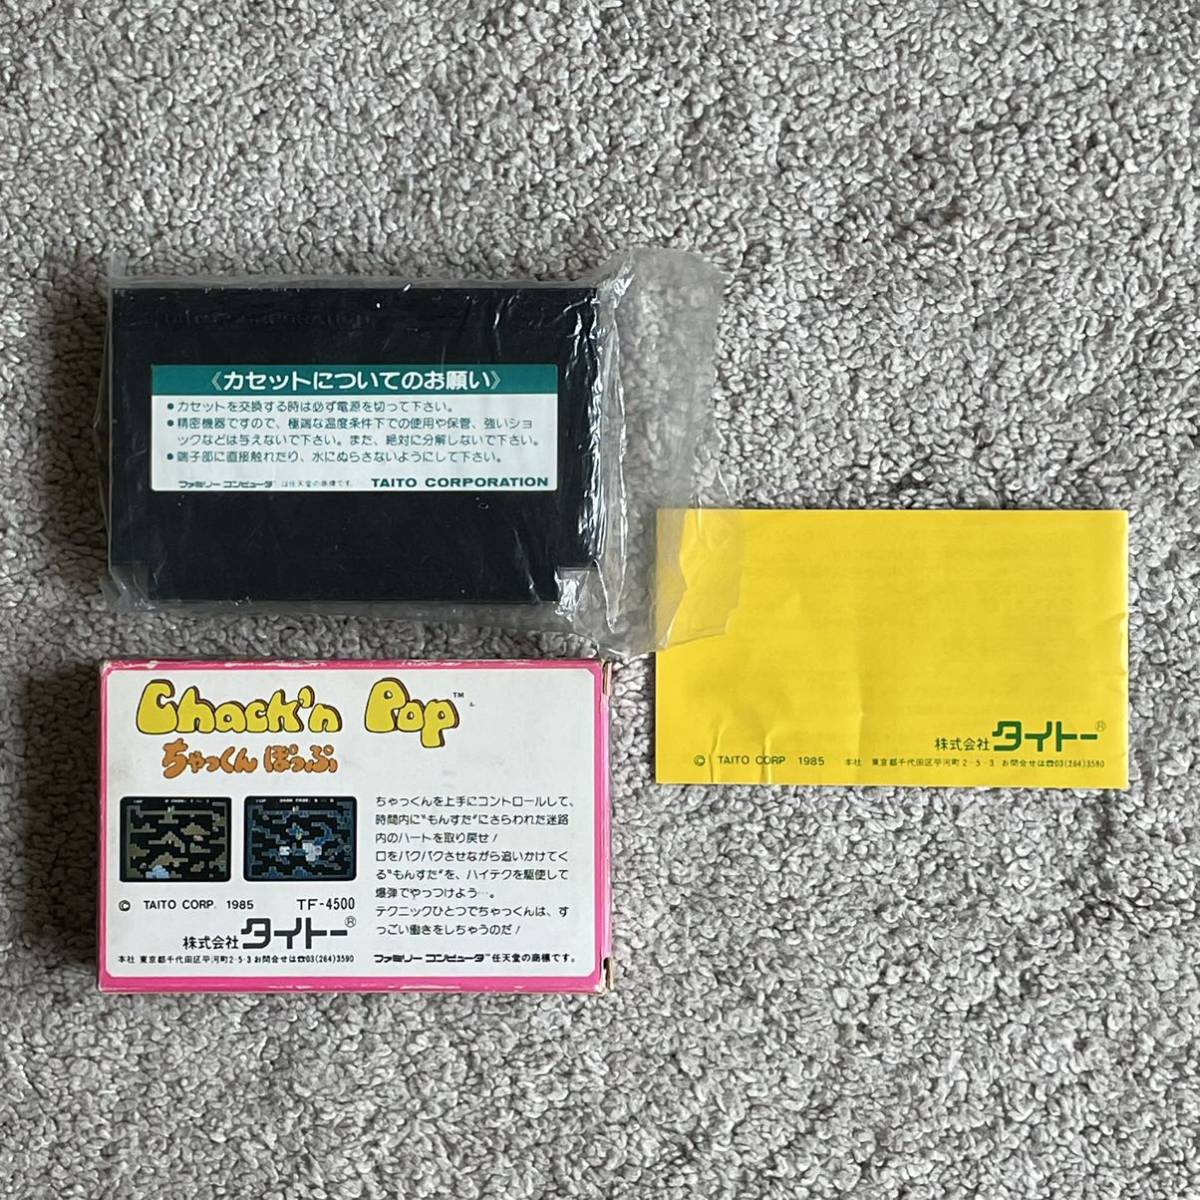 TAITO CORPORATION
《カセットについてのお願い》
●カセットを交換する時は必ず電源を切って下さい。
●精密機器ですので、極端な温度条件下での使用や保管、強いショ
ックなどは与えないで下さい。また、絶対に分解しないで下さい。
●端子部に直接触れたり、水にぬらさないようにして下さい。
ファミリーコンピュータ™は任天堂の商標です。 TAITO CORPORATION
株式会社タイトー®
© TAITO CORP. 1985 本社 東京都千代田区平河町2-5-3 お問合せは☎03(264)3590
Chack'n Pop™
ちゃっくんぽっぷ
ちゃっくんを上手にコントロールして、
時間内に"もんすた"にさらわれた迷路
内のハートを取り戻せ!
口をパクパクさせながら追いかけてく
る"もんすた"を、ハイテクを駆使して
爆弾でやっつけよう…。
テクニックひとつでちゃっくんは、す
っごい働きをしちゃうのだ!
© TAITO CORP. 1985 TF-4500
株式会社タイトー®
本社 東京都千代田区平河町2-5-3 お問合せは☎03(264)3590
ファミリーコンピュータ™任天堂の商標です。